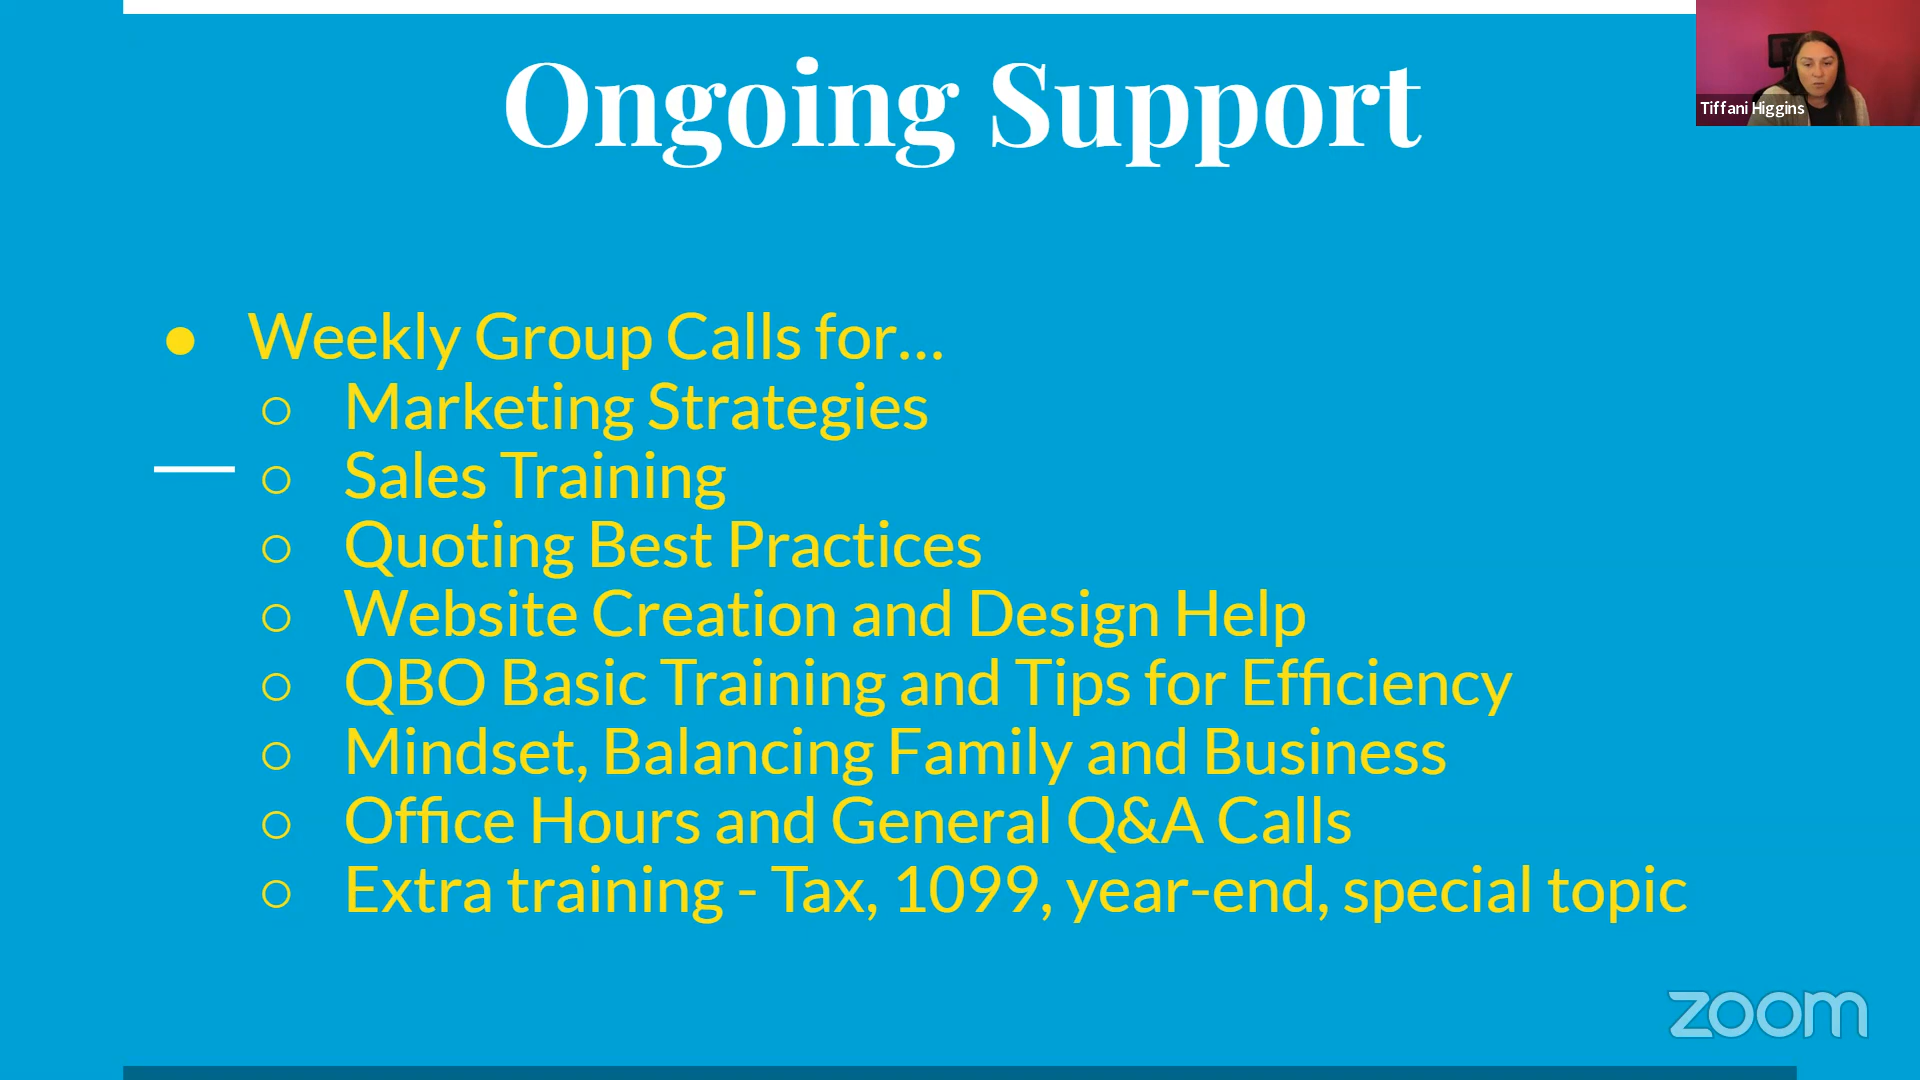 Ongoing Support
Tiffani Higgins
● Weekly Group Calls for...
○ Marketing Strategies
○ Sales Training
○ Quoting Best Practices
○ Website Creation and Design Help
○ QBO Basic Training and Tips for Efficiency
○ Mindset, Balancing Family and Business
○ Office Hours and General Q&A Calls
○ Extra training - Tax, 1099, year-end, special topic
zoom